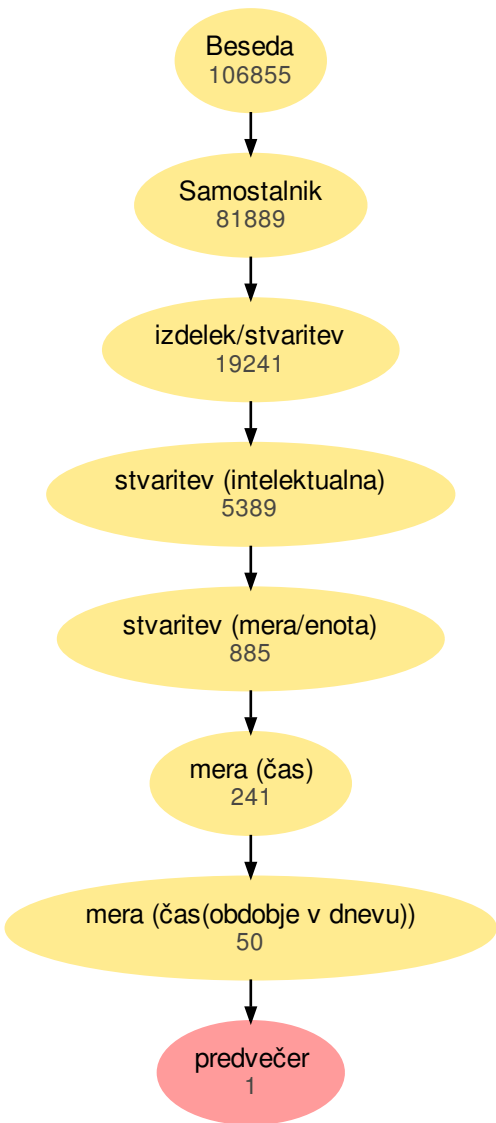 Beseda
106855
Samostalnik
81889
izdelek/stvaritev
19241
stvaritev (intelektualna)
5389
stvaritev (mera/enota)
885
mera (čas)
241
mera (čas(obdobje v dnevu))
50
predvečer
1